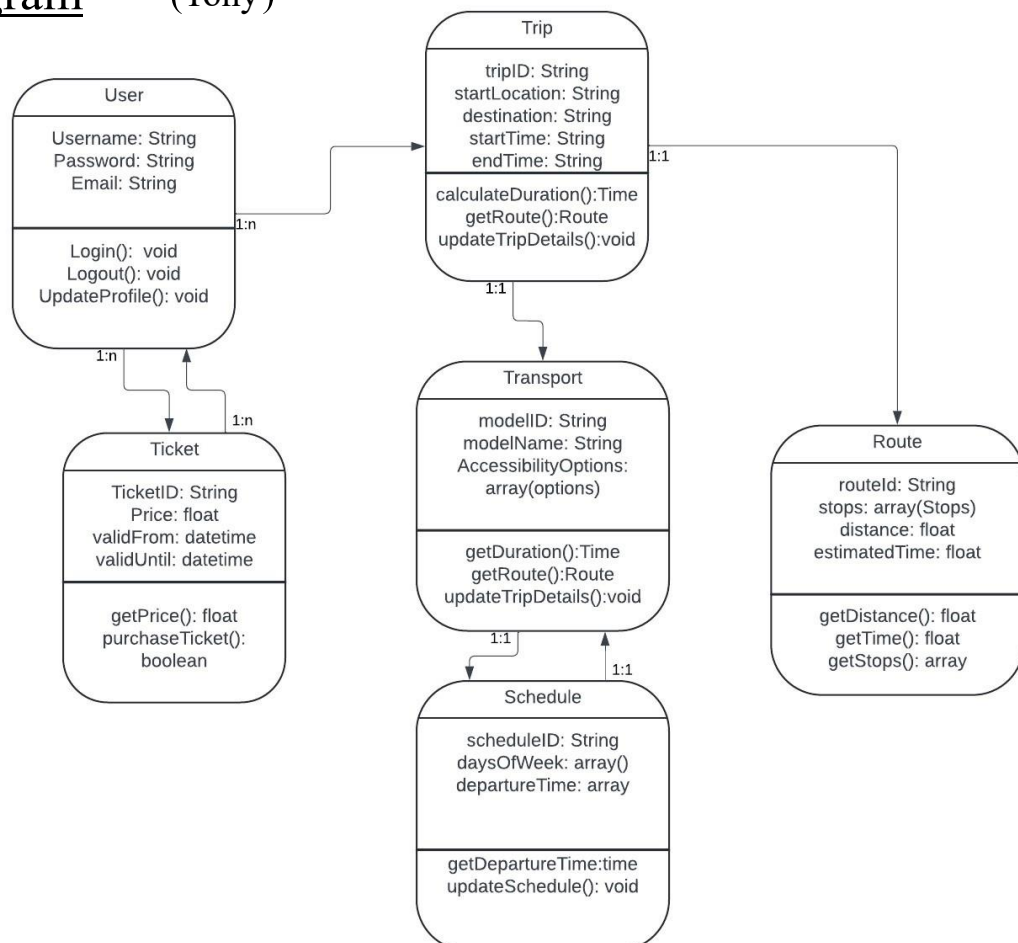 gram (Tony)
User
Username: String
Password: String
Email: String
Login(): void
Logout(): void
UpdateProfile(): void
1:n
1:n
1:n
Ticket
TicketID: String
Price: float
validFrom: datetime
validUntil: datetime
getPrice(): float
purchaseTicket():
boolean
Trip
tripID: String
startLocation: String
destination: String
startTime: String
endTime: String
calculateDuration():Time
getRoute():Route
updateTripDetails():void
1:1
1:1
Transport
modelID: String
modelName: String
AccessibilityOptions:
array(options)
getDuration():Time
getRoute():Route
updateTripDetails():void
1:1
1:1
Schedule
scheduleID: String
daysOfWeek: array()
departureTime: array
getDepartureTime:time
updateSchedule(): void
Route
routeId: String
stops: array(Stops)
distance: float
estimatedTime: float
getDistance(): float
getTime(): float
getStops(): array